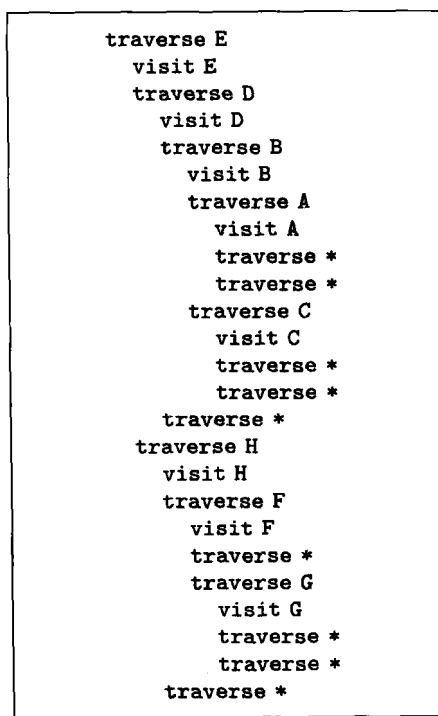 traverse E
visit E
traverse D
visit D
traverse B
visit B
traverse A
visit A
traverse *
traverse *
traverse C
visit C
traverse *
traverse *
traverse *
traverse H
visit H
traverse F
visit F
traverse *
traverse G
visit G
traverse *
traverse *
traverse *